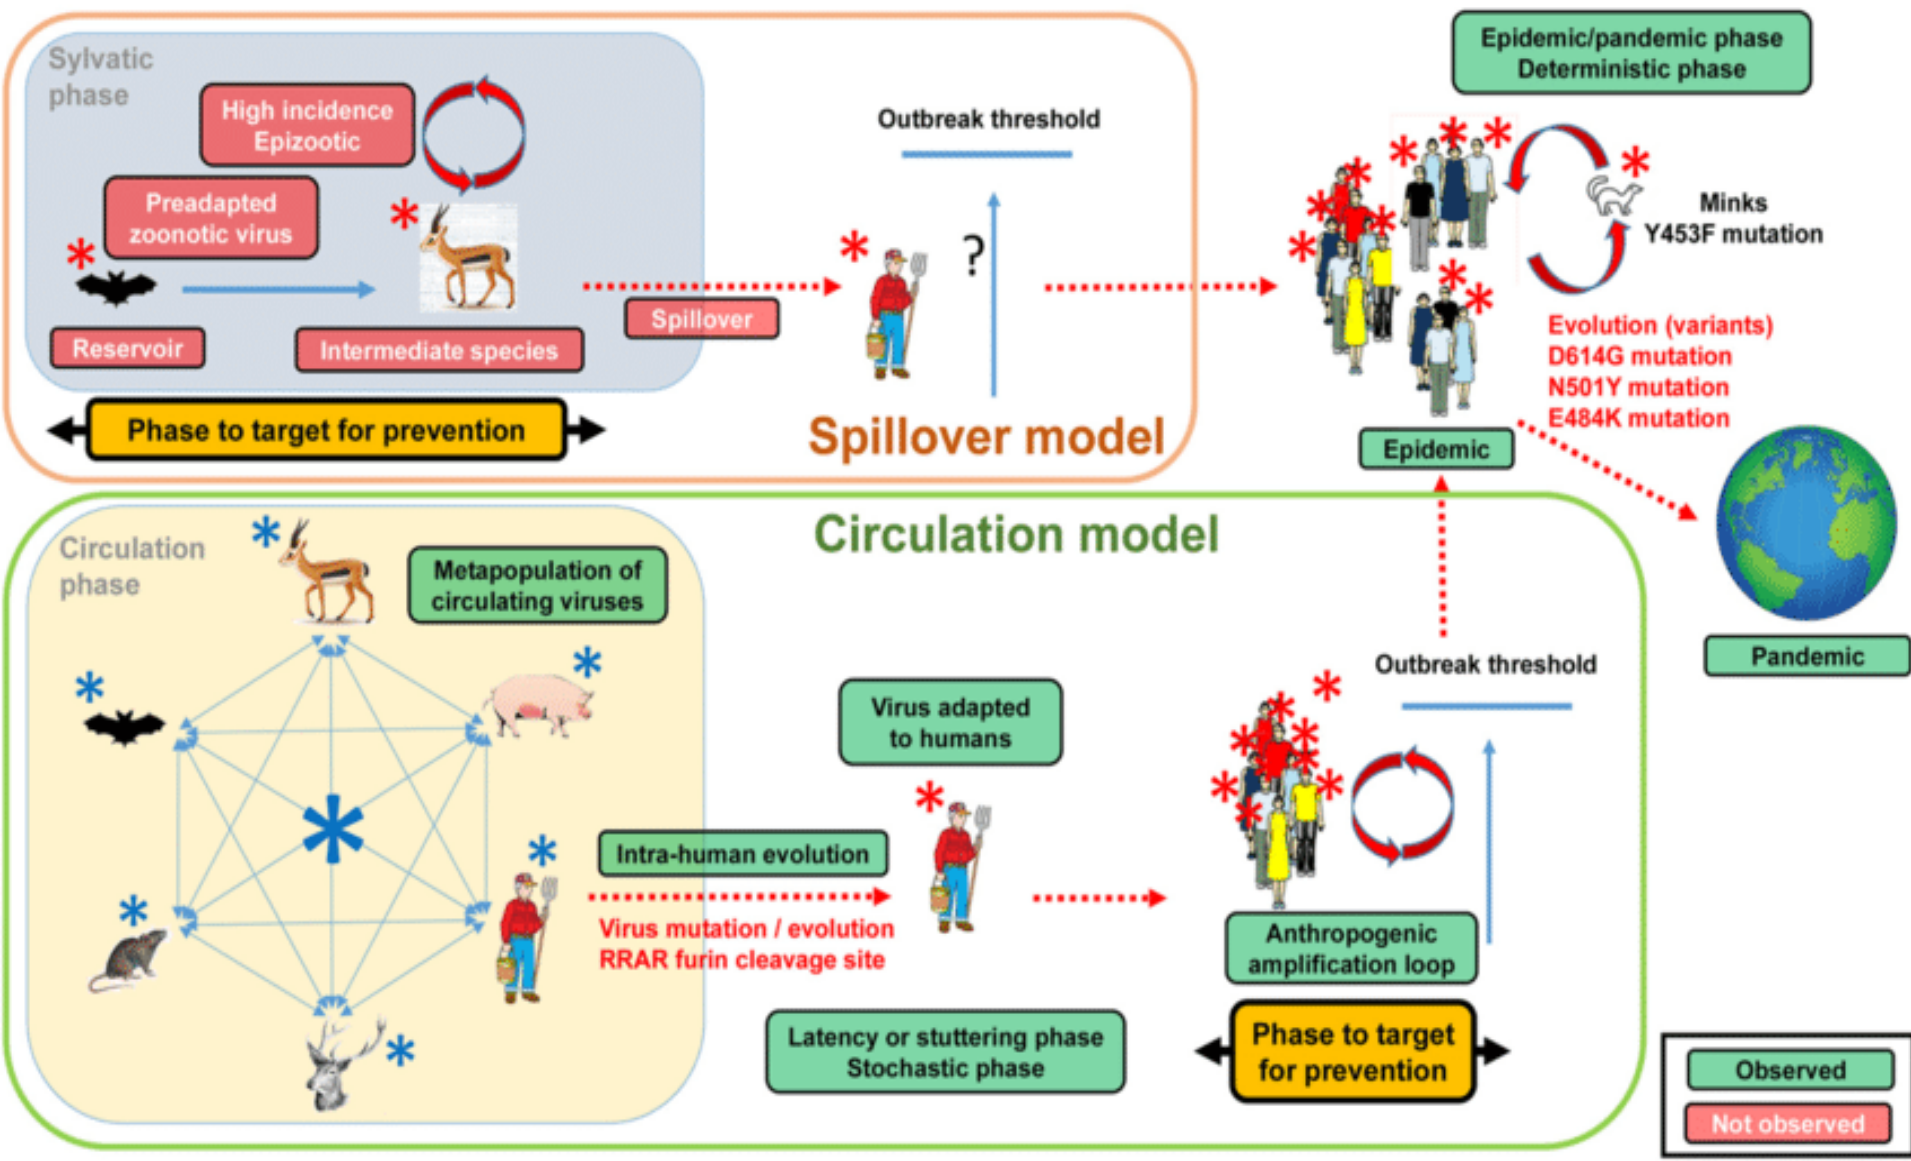 Sylvatic
phase
High incidence
Epizootic
Preadapted
zoonotic virus
Reservoir
Intermediate species
Spillover
Outbreak threshold
?
Phase to target for prevention
Spillover model
Epidemic/pandemic phase
Deterministic phase
Minks
Y453F mutation
Evolution (variants)
D614G mutation
N501Y mutation
E484K mutation
Epidemic
Pandemic
Circulation model
Circulation
phase
Metapopulation of
circulating viruses
Virus adapted
to humans
Intra-human evolution
Virus mutation / evolution
RRAR furin cleavage site
Latency or stuttering phase
Stochastic phase
Outbreak threshold
Anthropogenic
amplification loop
Phase to target
for prevention
Observed
Not observed